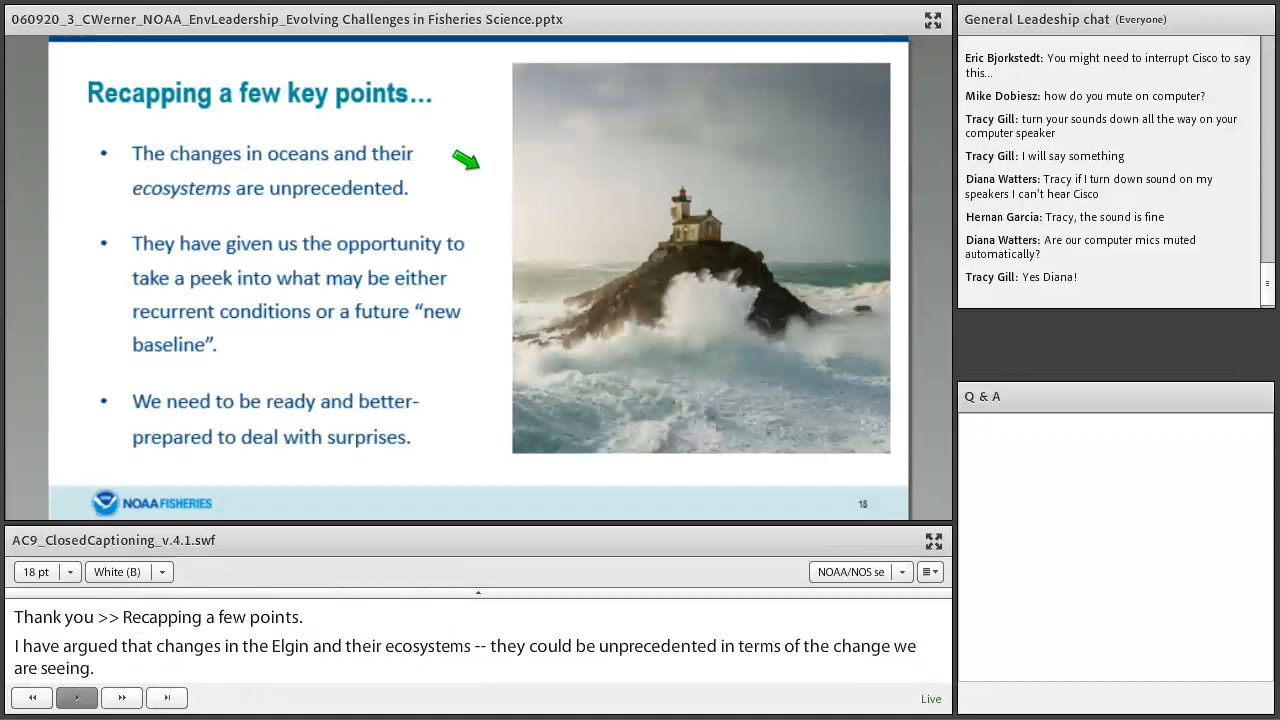 060920_3_CWerner_NOAA_EnvLeadership_Evolving Challenges in Fisheries Science.pptx
Recapping a few key points...
• The changes in oceans and their
ecosystems are unprecedented.
• They have given us the opportunity to
take a peek into what may be either
recurrent conditions or a future “new
baseline”.
• We need to be ready and better-
prepared to deal with surprises.
NOAA FISHERIES
18
AC9_ClosedCaptioning_v.4.1.swf
18 pt
White (B)
NOAA/NOS se
Thank you >> Recapping a few points.
I have argued that changes in the Elgin and their ecosystems -- they could be unprecedented in terms of the change we
are seeing.
Live
General Leadeship chat (Everyone)
Eric Bjorkstedt: You might need to interrupt Cisco to say
this...
Mike Dobiesz: how do you mute on computer?
Tracy Gill: turn your sounds down all the way on your
computer speaker
Tracy Gill: I will say something
Diana Watters: Tracy if I turn down sound on my
speakers I can't hear Cisco
Hernan Garcia: Tracy, the sound is fine
Diana Watters: Are our computer mics muted
automatically?
Tracy Gill: Yes Diana!
Q & A